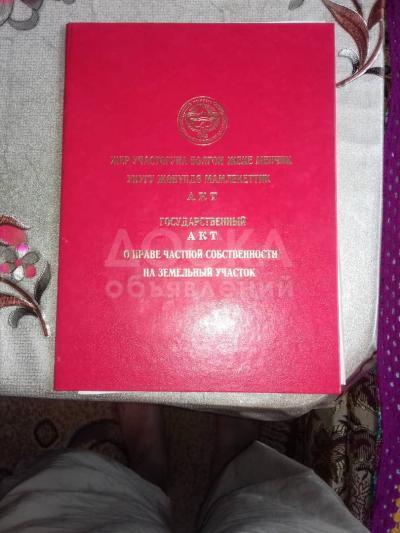 ЖЕР УЧАСТОГУНА БОЛГОН ЖЕКЕ МЕНЧИК
УКУГУ ЖӨНҮНДӨ МАМЛЕКЕТТИК
АКТ
ГОСУДАРСТВЕННЫЙ
АКТ
О ПРАВЕ ЧАСТНОЙ СОБСТВЕННОСТИ
НА ЗЕМЕЛЬНЫЙ УЧАСТОК
ДОСКА
объявлений